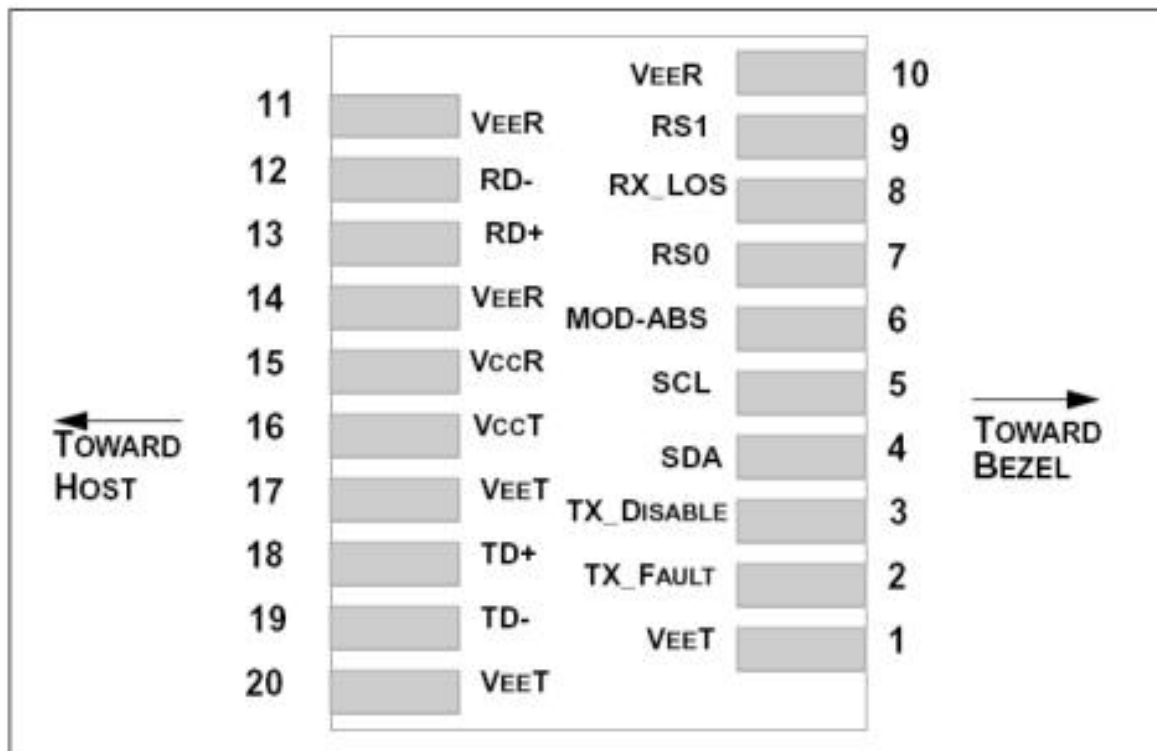 VEER 10
11 VEER
RS1 9
12 RD-
RX_LOS 8
13 RD+
RS0 7
14 VEER
MOD-ABS 6
15 VCCR
SCL 5
16 VCCT
TOWARD HOST
TOWARD BEZEL
SDA 4
17 VEET
TX_DISABLE 3
18 TD+
TX_FAULT 2
19 TD-
VEET 1
20 VEET